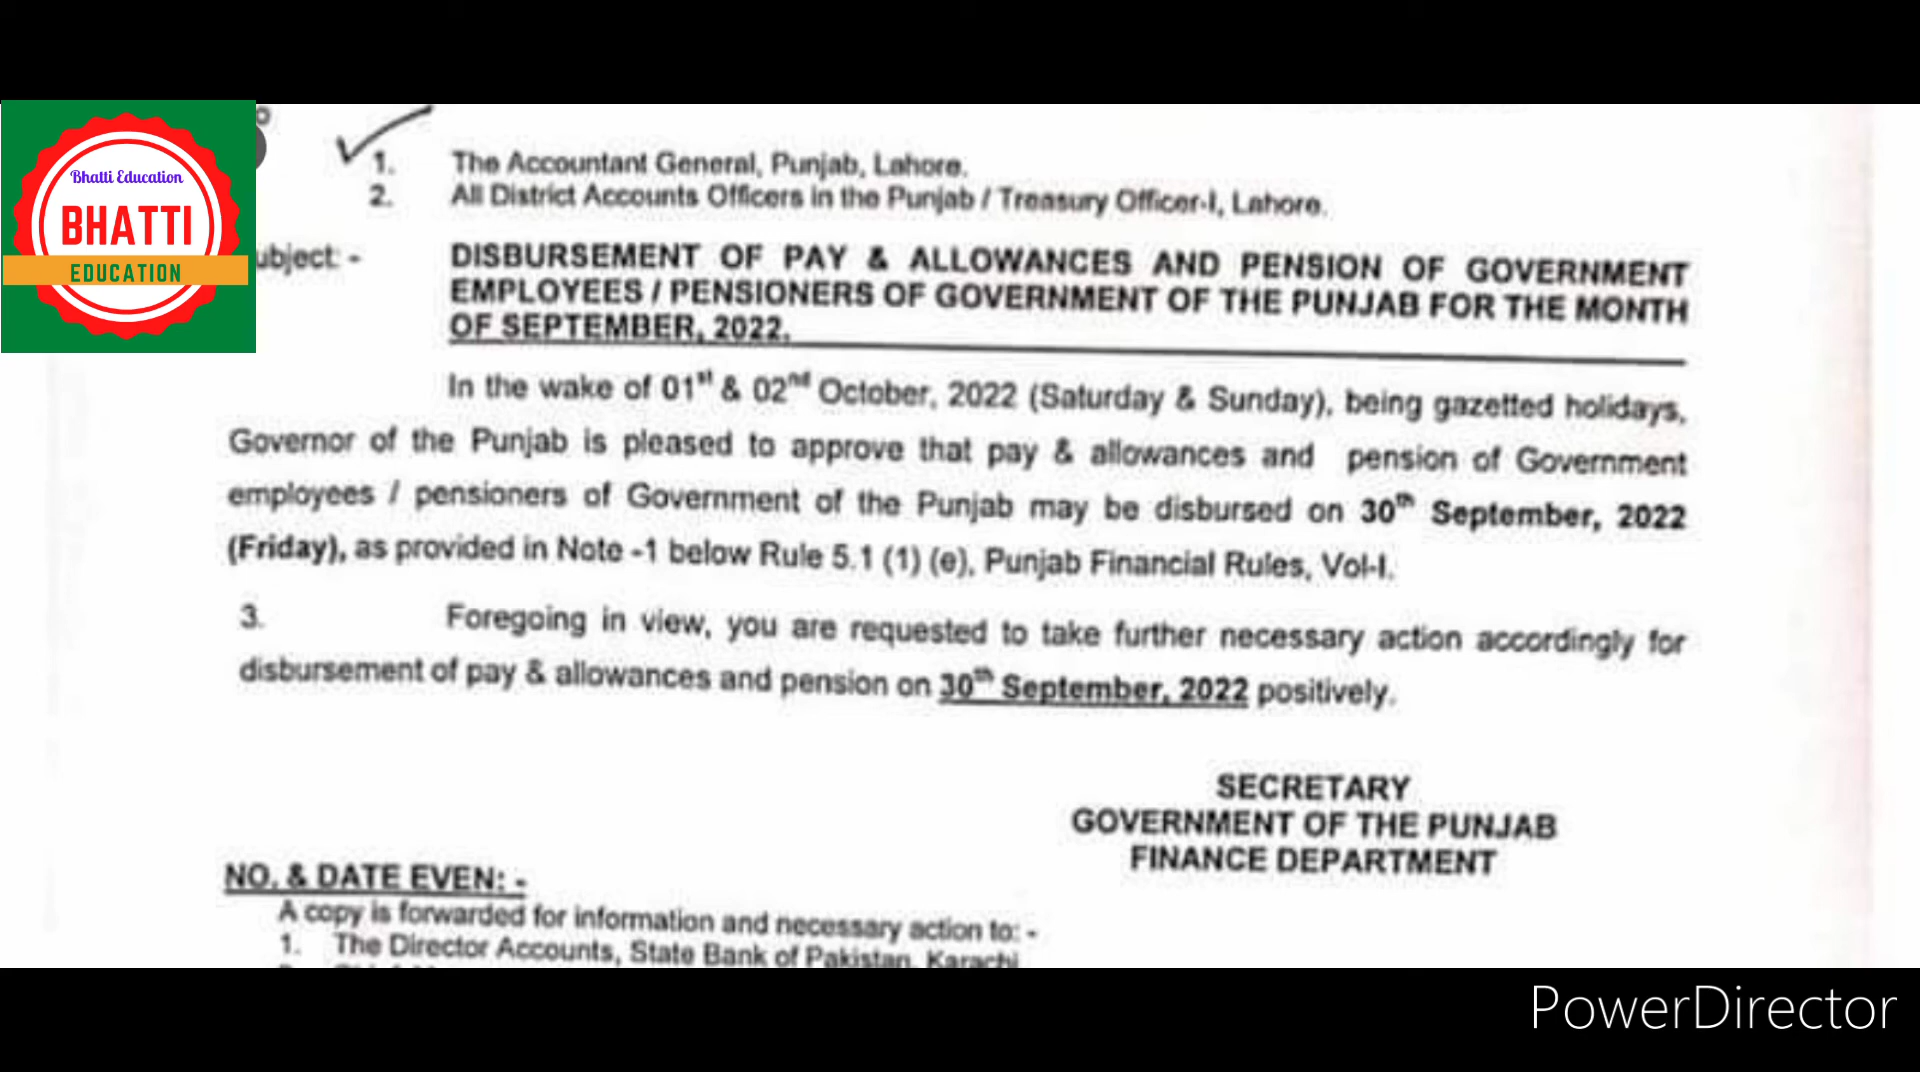 Bhatti Education
BHATTI
EDUCATION
1. The Accountant General, Punjab, Lahore.
2. All District Accounts Officers in the Punjab / Treasury Officer-I, Lahore.
ubject: - DISBURSEMENT OF PAY & ALLOWANCES AND PENSION OF GOVERNMENT
EMPLOYEES / PENSIONERS OF GOVERNMENT OF THE PUNJAB FOR THE MONTH
OF SEPTEMBER, 2022.
In the wake of 01st & 02nd October, 2022 (Saturday & Sunday), being gazetted holidays,
Governor of the Punjab is pleased to approve that pay & allowances and pension of Government
employees / pensioners of Government of the Punjab may be disbursed on 30th September, 2022
(Friday), as provided in Note -1 below Rule 5.1 (1) (e), Punjab Financial Rules, Vol-I.
3. Foregoing in view, you are requested to take further necessary action accordingly for
disbursement of pay & allowances and pension on 30th September, 2022 positively.
SECRETARY
GOVERNMENT OF THE PUNJAB
FINANCE DEPARTMENT
NO. & DATE EVEN: -
A copy is forwarded for information and necessary action to: -
1. The Director Accounts, State Bank of Pakistan, Karachi
PowerDirector